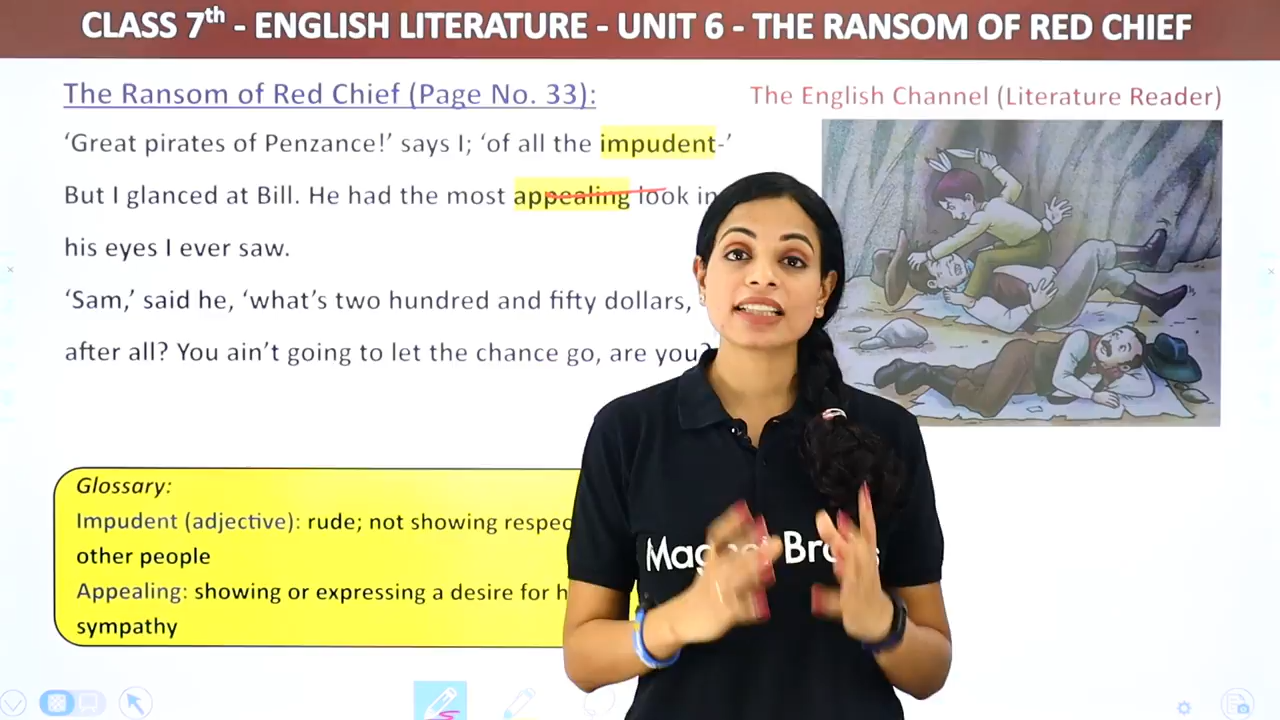 CLASS 7th - ENGLISH LITERATURE - UNIT 6 - THE RANSOM OF RED CHIEF
The Ransom of Red Chief (Page No. 33):
The English Channel (Literature Reader)
‘Great pirates of Penzance!’ says I; ‘of all the impudent-’
But I glanced at Bill. He had the most appealing look in
his eyes I ever saw.
‘Sam,’ said he, ‘what’s two hundred and fifty dollars,
after all? You ain’t going to let the chance go, are you?
Glossary:
Impudent (adjective): rude; not showing
other people
Appealing: showing or expressing a desire for
sympathy